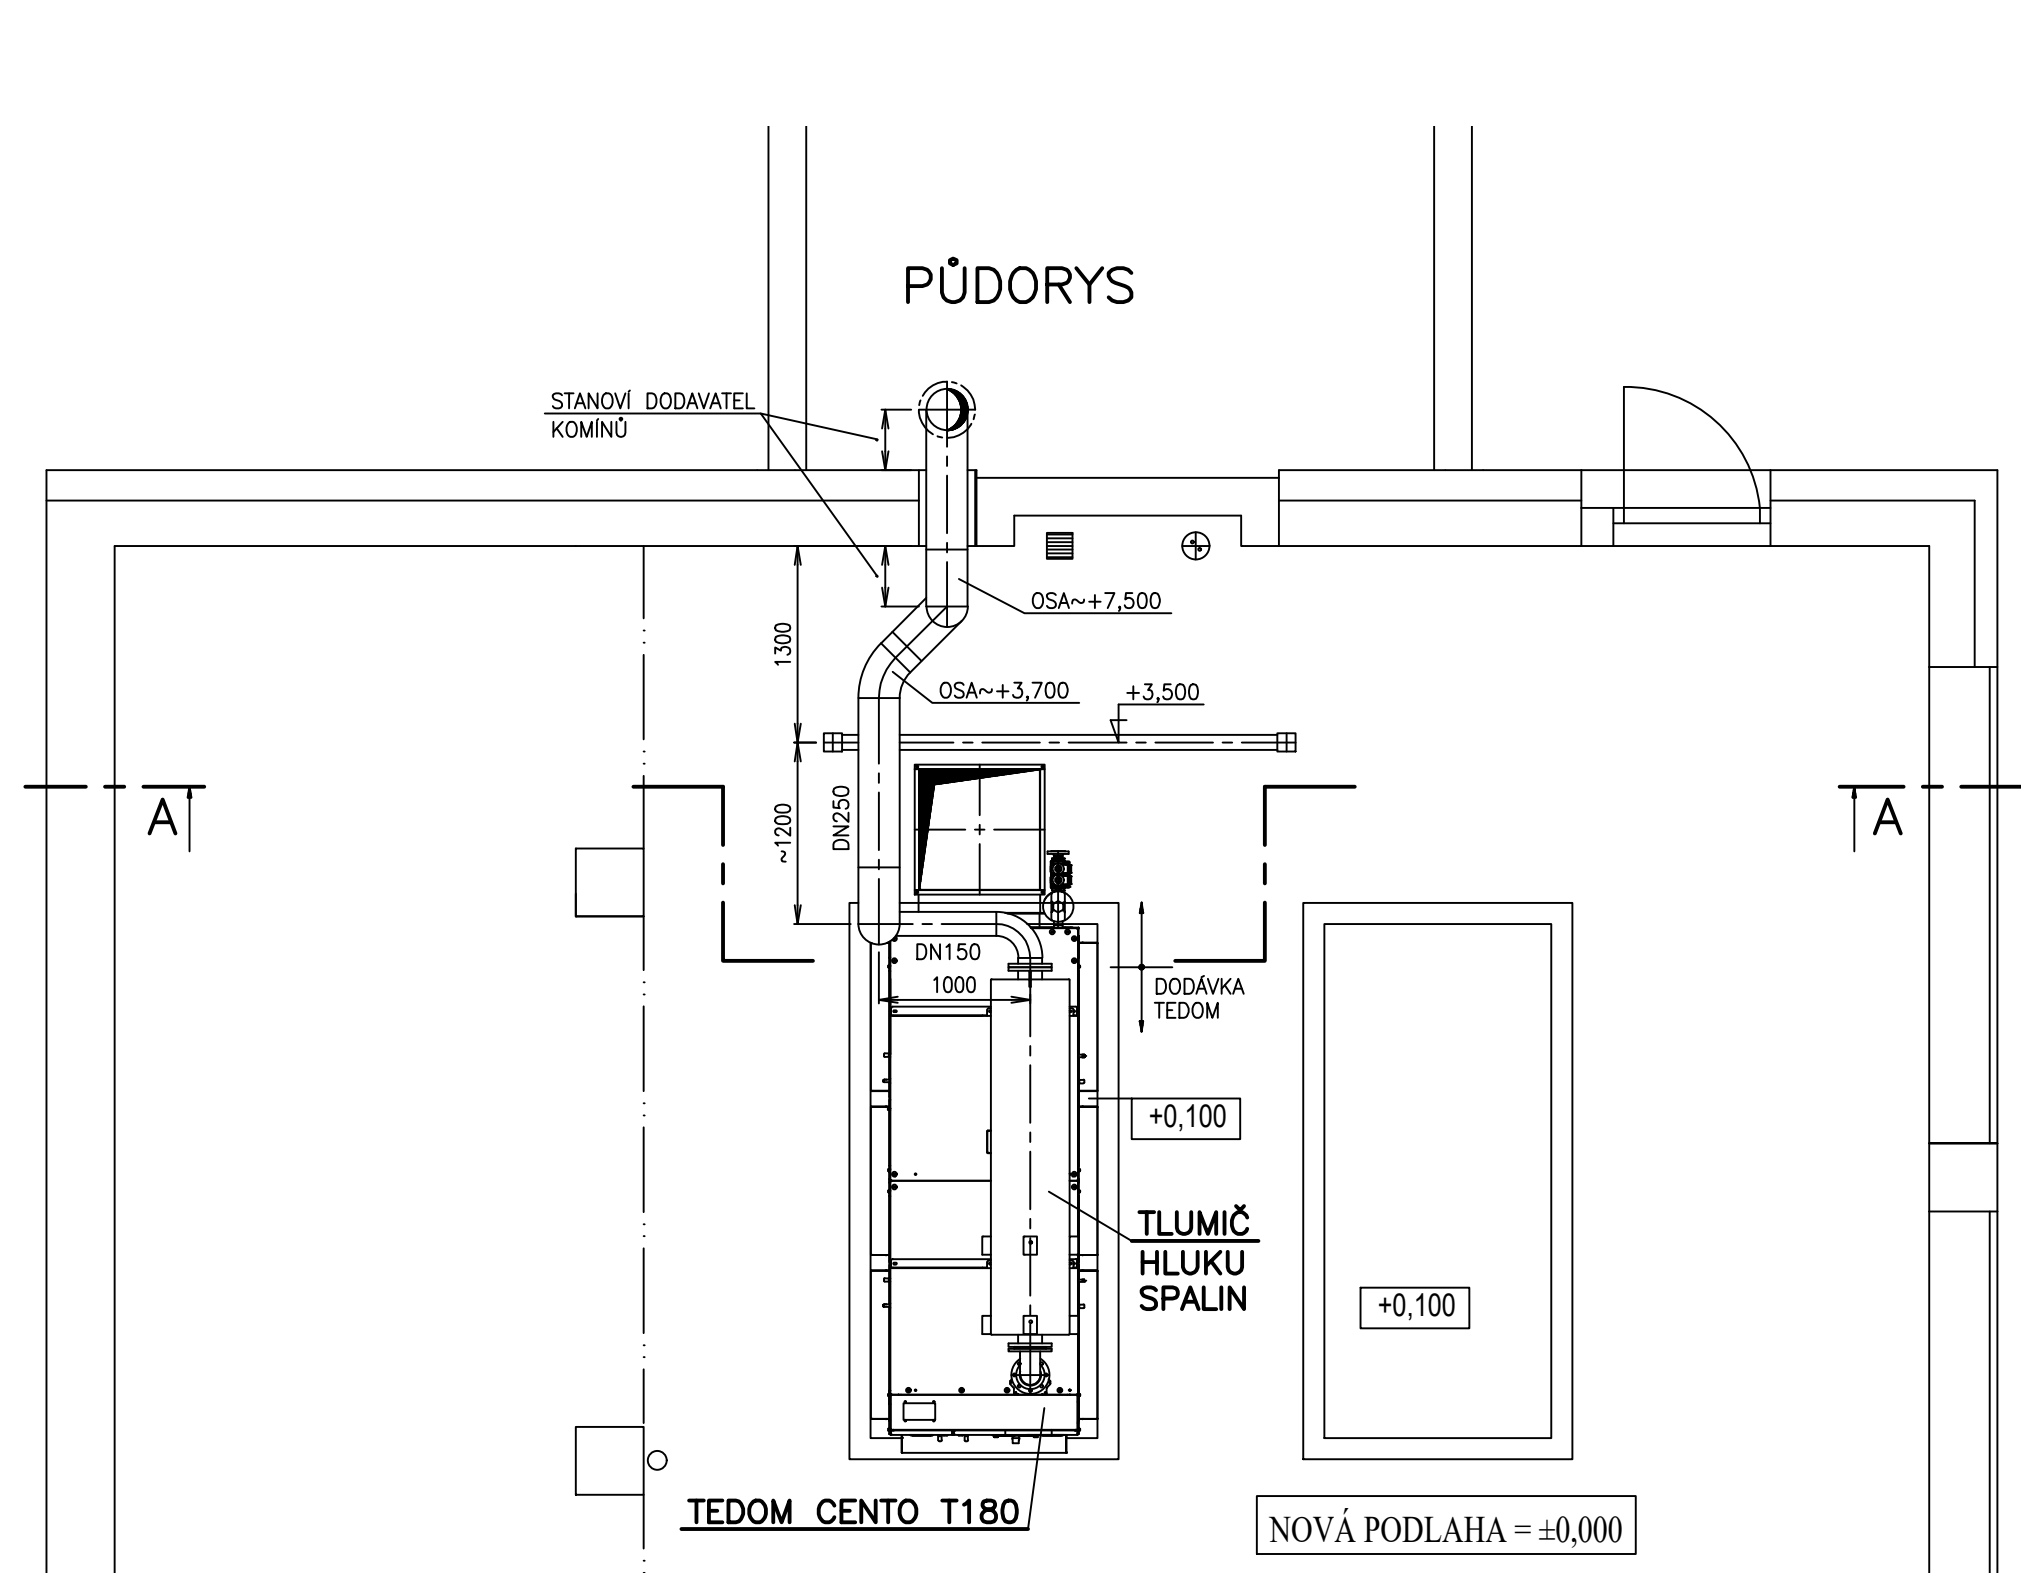 PŮDORYS
STANOVÍ DODAVATEL
KOMÍNŮ
OSA~+7,500
1300
OSA~+3,700
+3,500
A
A
~1200
DN250
DN150
1000
DODÁVKA
TEDOM
+0,100
TLUMIČ
HLUKU
SPALIN
+0,100
TEDOM CENTO T180
NOVÁ PODLAHA = ±0,000